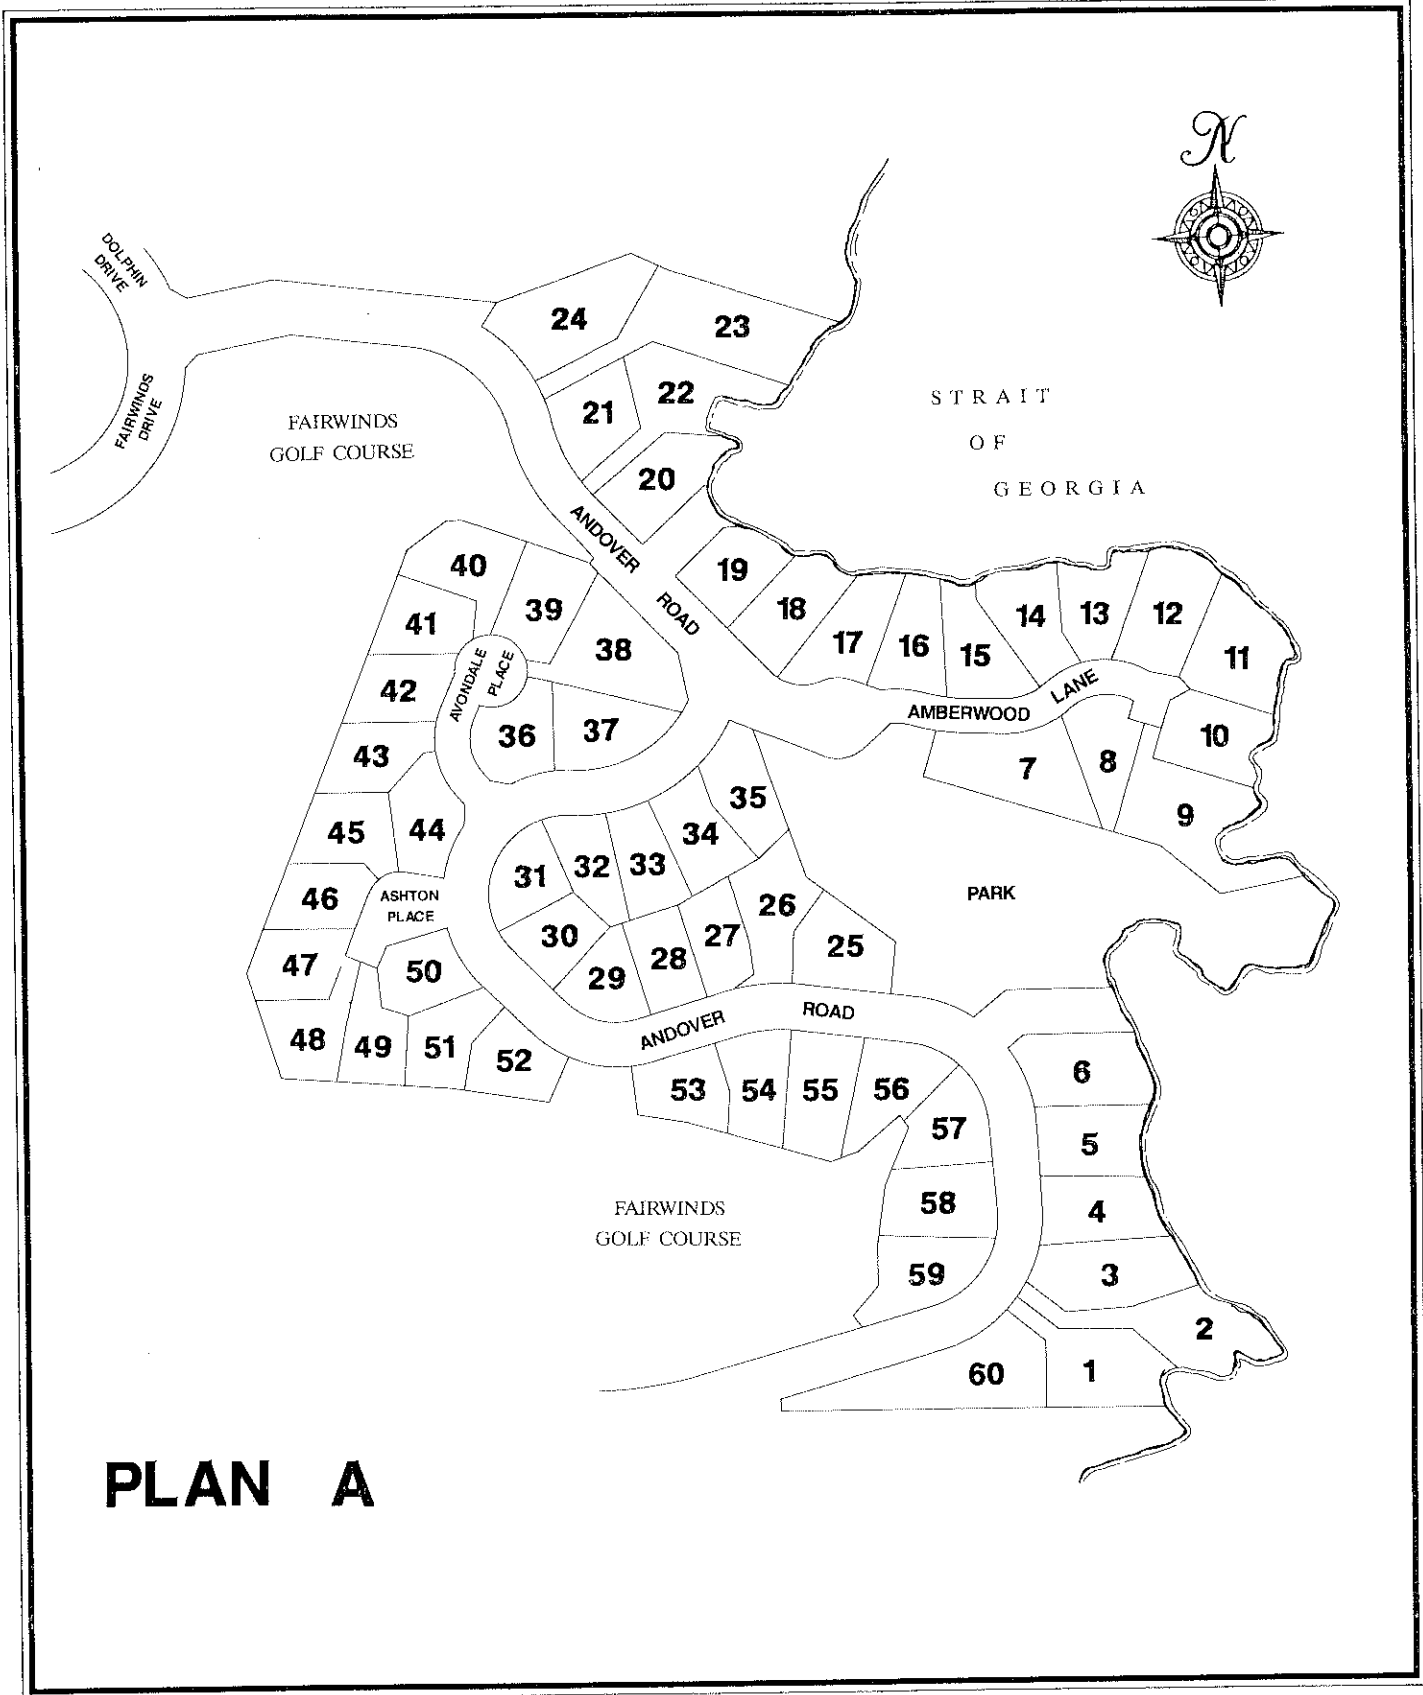 N
DOLPHIN
DRIVE
24
23
FAIRWINDS
DRIVE
FAIRWINDS
GOLF COURSE
22
21
20
STRAIT
OF
GEORGIA
ANDOVER
ROAD
40
39
41
38
19
18
17
16
15
14
13
12
11
AVONDALE
PLACE
42
36
37
43
AMBERWOOD
LANE
10
7
8
9
35
34
45
44
33
32
31
46
ASHTON
PLACE
PARK
30
26
27
28
29
25
47
50
48
49
51
52
ANDOVER
ROAD
53
54
55
56
57
6
5
58
4
FAIRWINDS
GOLF COURSE
59
3
2
60
1
PLAN A